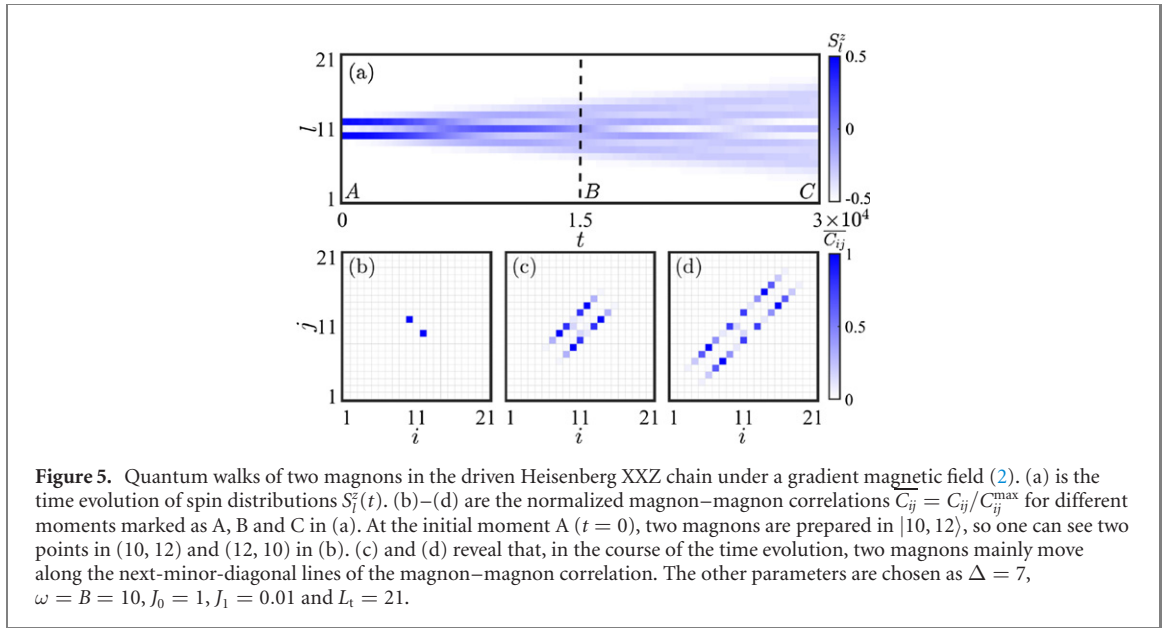 S_l^z
21
(a)
0.5
l
11
0
A
B
C
1
-0.5
0
1.5
3×10⁴
t
\overline{C_{ij}}
21
(b)
(c)
(d)
1
j
11
0.5
1
0
1 11 21 1 11 21 1 11 21
i i i
Figure 5. Quantum walks of two magnons in the driven Heisenberg XXZ chain under a gradient magnetic field (2). (a) is the
time evolution of spin distributions S_l^z(t). (b)–(d) are the normalized magnon–magnon correlations \overline{C_{ij}} = C_{ij}/C_{ij}^{max} for different
moments marked as A, B and C in (a). At the initial moment A (t = 0), two magnons are prepared in |10, 12⟩, so one can see two
points in (10, 12) and (12, 10) in (b). (c) and (d) reveal that, in the course of the time evolution, two magnons mainly move
along the next-minor-diagonal lines of the magnon–magnon correlation. The other parameters are chosen as Δ = 7,
ω = B = 10, J₀ = 1, J₁ = 0.01 and L_t = 21.